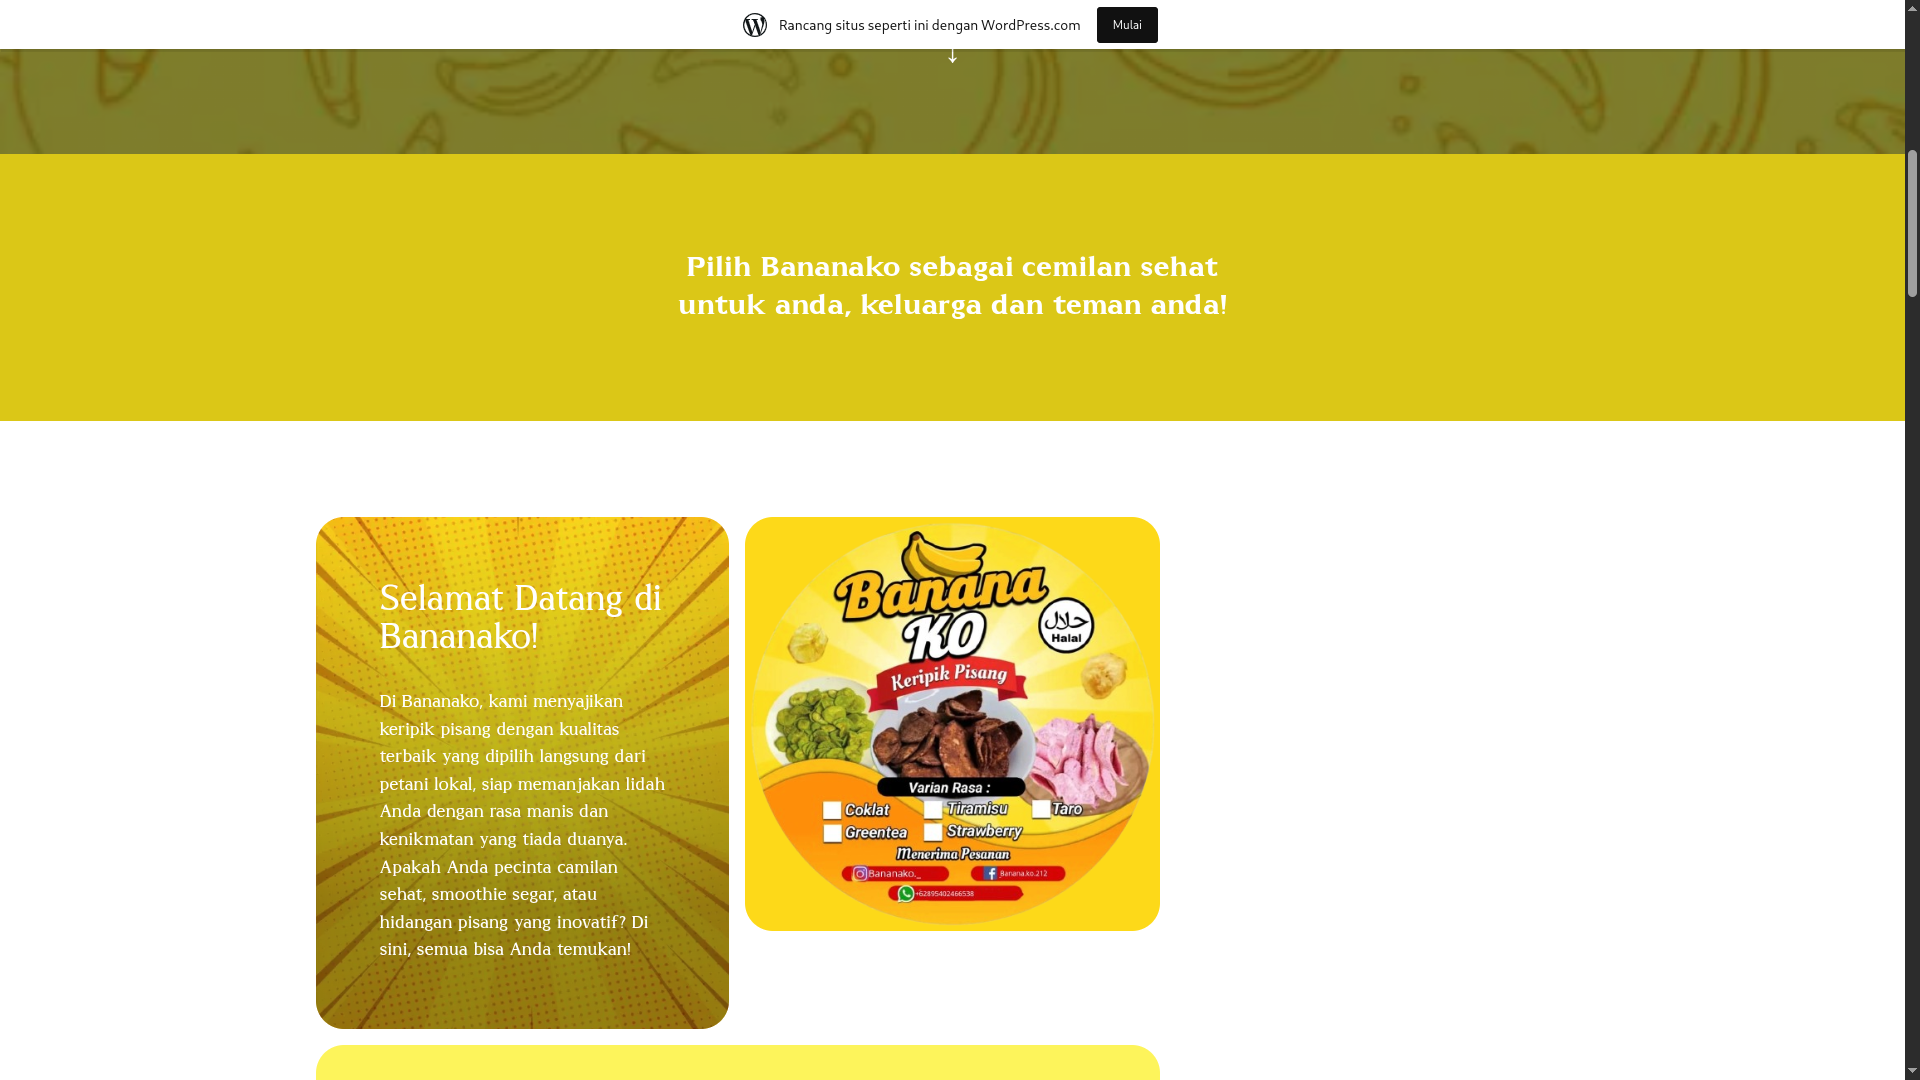 Rancang situs seperti ini dengan WordPress.com
Mulai
↓
Pilih Bananako sebagai cemilan sehat
untuk anda, keluarga dan teman anda!
Selamat Datang di
Bananako!
Di Bananako, kami menyajikan
keripik pisang dengan kualitas
terbaik yang dipilih langsung dari
petani lokal, siap memanjakan lidah
Anda dengan rasa manis dan
kenikmatan yang tiada duanya.
Apakah Anda pecinta camilan
sehat, smoothie segar, atau
hidangan pisang yang inovatif? Di
sini, semua bisa Anda temukan!
Banana
KO
حلال
Halal
Keripik Pisang
Varian Rasa :
Coklat Tiramisu Taro
Greentea Strawberry
Menerima Pesanan
Bananako._ Banana.ko.212
+62895402466538